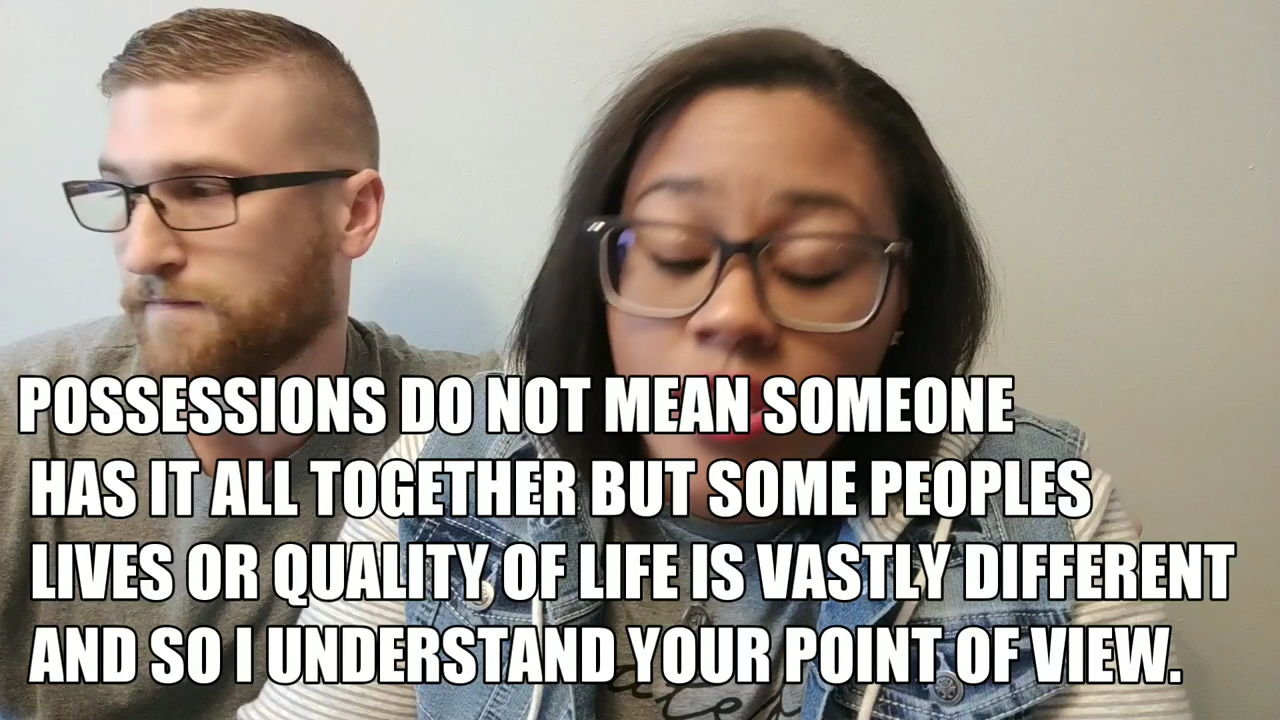 POSSESSIONS DO NOT MEAN SOMEONE
HAS IT ALL TOGETHER BUT SOME PEOPLES
LIVES OR QUALITY OF LIFE IS VASTLY DIFFERENT
AND SO I UNDERSTAND YOUR POINT OF VIEW.